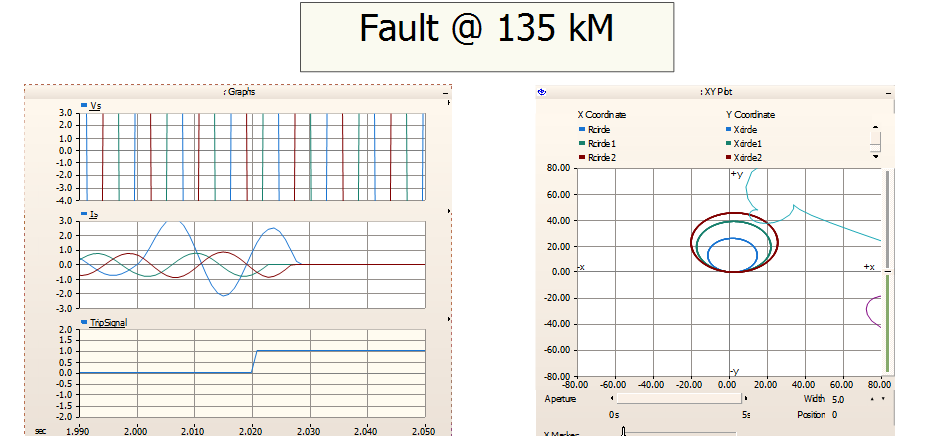 Fault @ 135 kM
: Graphs
Vs
3.0
2.0
1.0
0.0
-1.0
-2.0
-3.0
-4.0
Is
3.0
2.0
1.0
0.0
-1.0
-2.0
-3.0
TripSignal
2.0
1.5
1.0
0.5
0.0
-0.5
-1.0
-1.5
-2.0
sec 1.990 2.000 2.010 2.020 2.030 2.040 2.050
: XY Plot
X Coordinate Y Coordinate
Rcircle Xcircle
Rcircle1 Xcircle1
Rcircle2 Xcircle2
80.00
60.00
40.00
20.00
0.00
-20.00
-40.00
-60.00
-80.00
+y
-x +x
-y
-80.00 -60.00 -40.00 -20.00 0.00 20.00 40.00 60.00 80.00
Aperture Width 5.0
0s 5s Position 0
X Marker